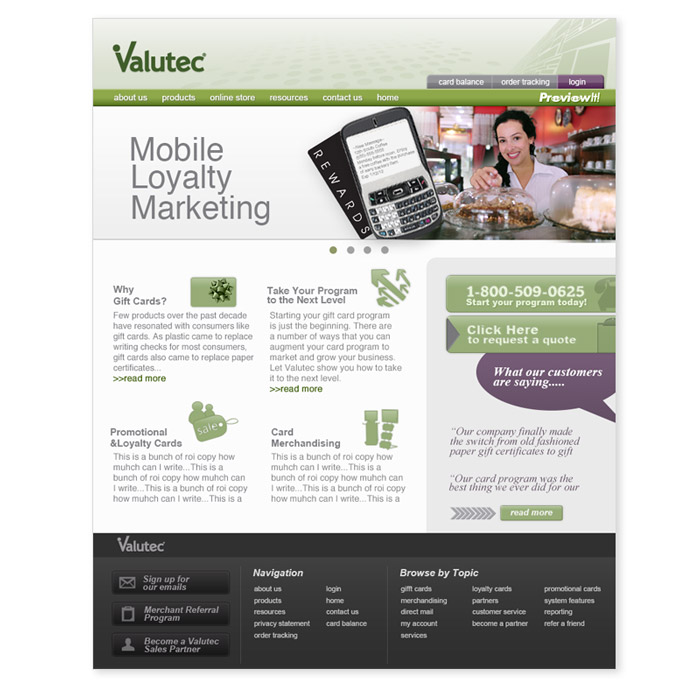 Valutec
card balance order tracking login
about us products online store resources contact us home PreviewIt!
Mobile
Loyalty
Marketing
REWARDS
Why
Gift Cards?
Few products over the past decade
have resonated with consumers like
gift cards. As plastic came to replace
writing checks for most consumers,
gift cards also came to replace paper
certificates...
>>read more
Take Your Program
to the Next Level
Starting your gift card program
is just the beginning. There are
a number of ways that you can
augment your card program to
market and grow your business.
Let Valutec show you how to take
it to the next level.
>>read more
Promotional
&Loyalty Cards
sale
This is a bunch of roi copy how
muhch can I write...This is a
bunch of roi copy how muhch can
I write...This is a bunch of roi copy
how muhch can I write...This is a
Card
Merchandising
This is a bunch of roi copy how
muhch can I write...This is a
bunch of roi copy how muhch can
I write...This is a bunch of roi copy
how muhch can I write...This is a
1-800-509-0625
Start your program today!
Click Here
to request a quote
What our customers
are saying.....
“Our company finally made
the switch from old fashioned
paper gift certificates to gift
“Our card program was the
best thing we ever did for our
read more
Valutec
Sign up for
our emails
Merchant Referral
Program
Become a Valutec
Sales Partner
Navigation
about us login
products home
resources contact us
privacy statement card balance
order tracking
Browse by Topic
gifft cards loyalty cards promotional cards
merchandising partners system features
direct mail customer service reporting
my account become a partner refer a friend
services